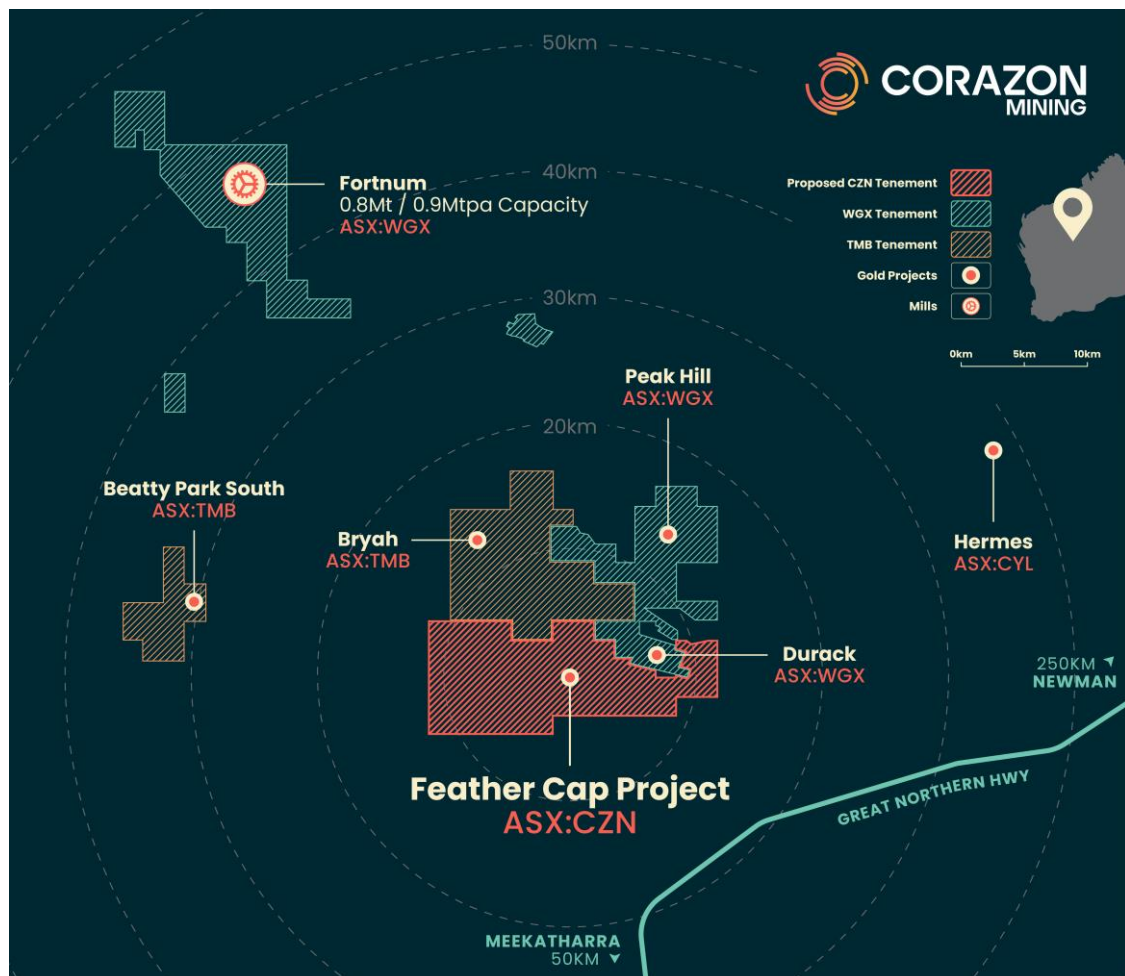 50km
CORAZON
MINING
40km
Fortnum
0.8Mt / 0.9Mtpa Capacity
ASX:WGX
Proposed CZN Tenement
WGX Tenement
TMB Tenement
Gold Projects
Mills
30km
0km 5km 10km
Peak Hill
ASX:WGX
20km
Beatty Park South
ASX:TMB
Bryah
ASX:TMB
Hermes
ASX:CYL
Durack
ASX:WGX
250KM
NEWMAN
Feather Cap Project
ASX:CZN
GREAT NORTHERN HWY
MEEKATHARRA
50KM